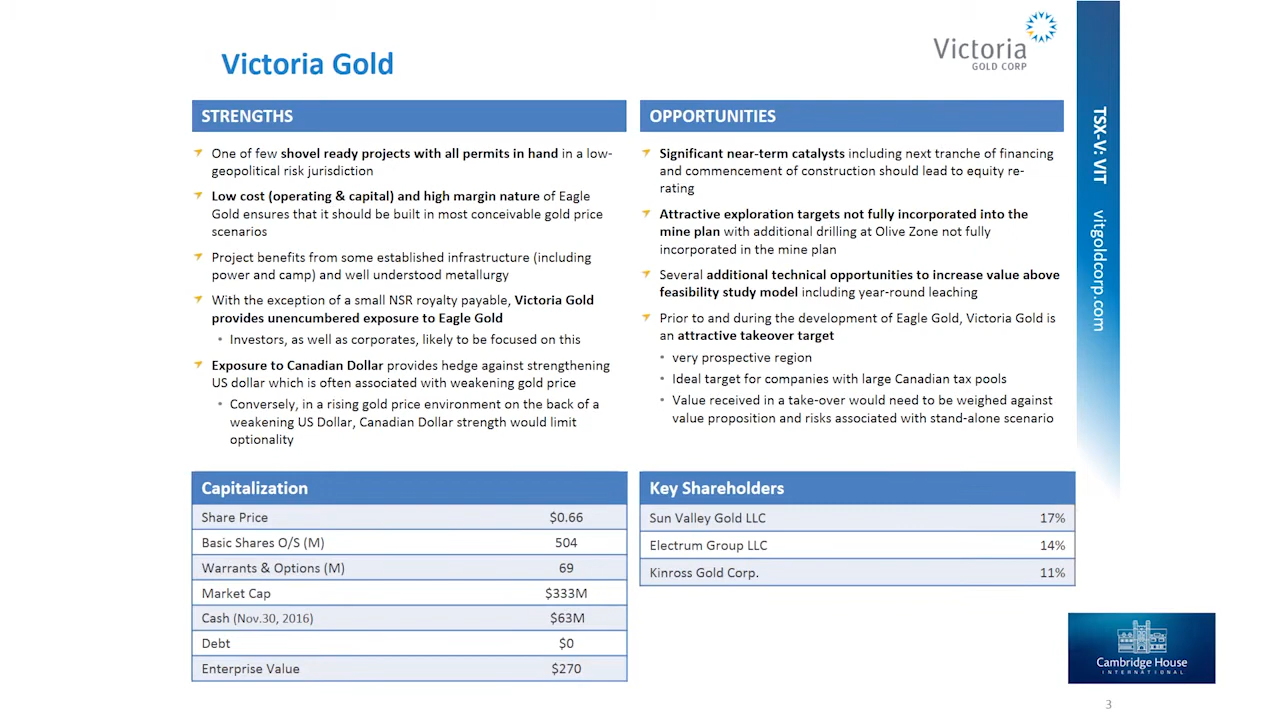 Victoria Gold
Victoria
GOLD CORP
STRENGTHS
One of few shovel ready projects with all permits in hand in a low-
geopolitical risk jurisdiction
Low cost (operating & capital) and high margin nature of Eagle
Gold ensures that it should be built in most conceivable gold price
scenarios
Project benefits from some established infrastructure (including
power and camp) and well understood metallurgy
With the exception of a small NSR royalty payable, Victoria Gold
provides unencumbered exposure to Eagle Gold
• Investors, as well as corporates, likely to be focused on this
Exposure to Canadian Dollar provides hedge against strengthening
US dollar which is often associated with weakening gold price
• Conversely, in a rising gold price environment on the back of a
weakening US Dollar, Canadian Dollar strength would limit
optionality
OPPORTUNITIES
Significant near-term catalysts including next tranche of financing
and commencement of construction should lead to equity re-
rating
Attractive exploration targets not fully incorporated into the
mine plan with additional drilling at Olive Zone not fully
incorporated in the mine plan
Several additional technical opportunities to increase value above
feasibility study model including year-round leaching
Prior to and during the development of Eagle Gold, Victoria Gold is
an attractive takeover target
• very prospective region
• Ideal target for companies with large Canadian tax pools
• Value received in a take-over would need to be weighed against
value proposition and risks associated with stand-alone scenario
TSX-V: VIT vitgoldcorp.com
Capitalization
Share Price $0.66
Basic Shares O/S (M) 504
Warrants & Options (M) 69
Market Cap $333M
Cash (Nov.30, 2016) $63M
Debt $0
Enterprise Value $270
Key Shareholders
Sun Valley Gold LLC 17%
Electrum Group LLC 14%
Kinross Gold Corp. 11%
Cambridge House
INTERNATIONAL
3